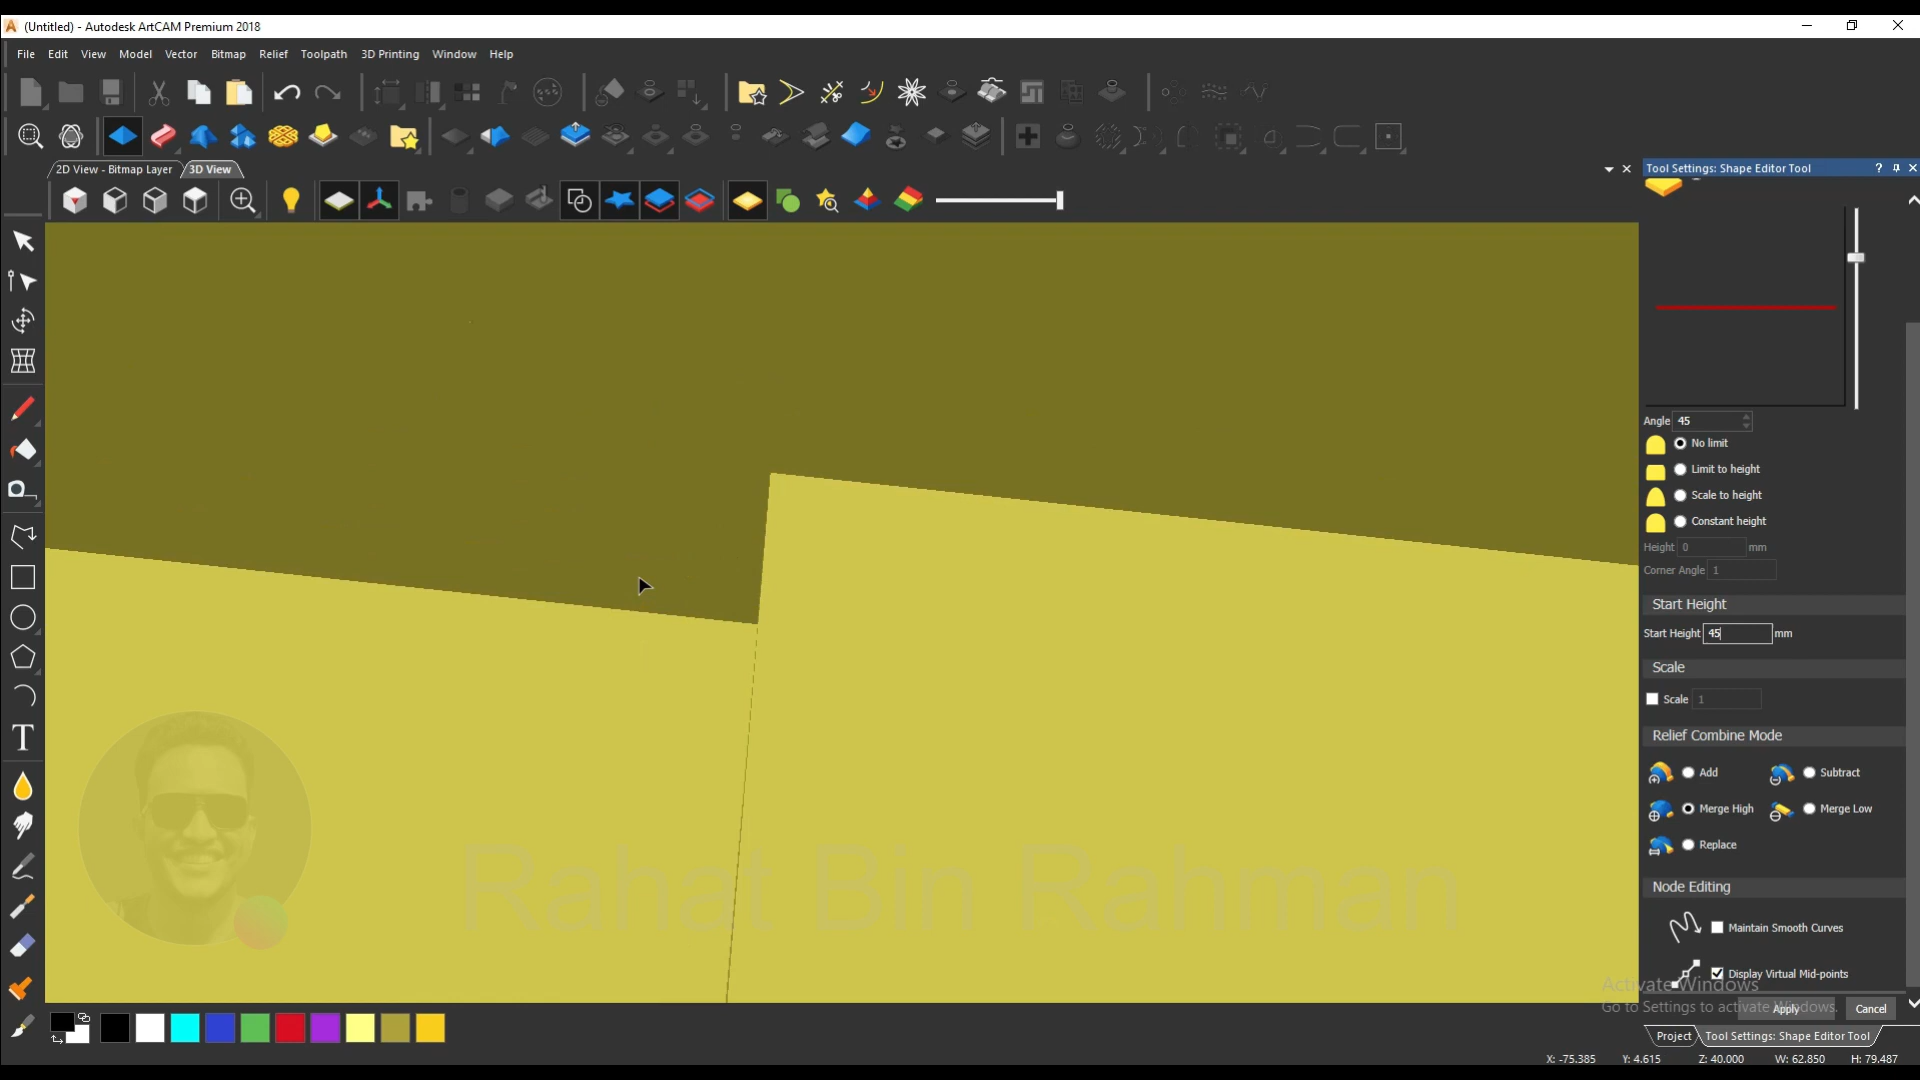 (Untitled) - Autodesk ArtCAM Premium 2018
File Edit View Model Vector Bitmap Relief Toolpath 3D Printing Window Help
2D View - Bitmap Layer 3D View
Tool Settings: Shape Editor Tool
Angle 45
No limit
Limit to height
Scale to height
Constant height
Height 0 mm
Corner Angle 1
Start Height
Start Height 45 mm
Scale
Scale 1
Relief Combine Mode
Add Subtract
Merge High Merge Low
Replace
Node Editing
Maintain Smooth Curves
Display Virtual Mid-points
Rahat Bin Rahman
Activate Windows
Go to Settings to activate Windows.
Apply Cancel
Project Tool Settings: Shape Editor Tool
X: -75.385 Y: 4.615 Z: 40.000 W: 62.850 H: 79.487